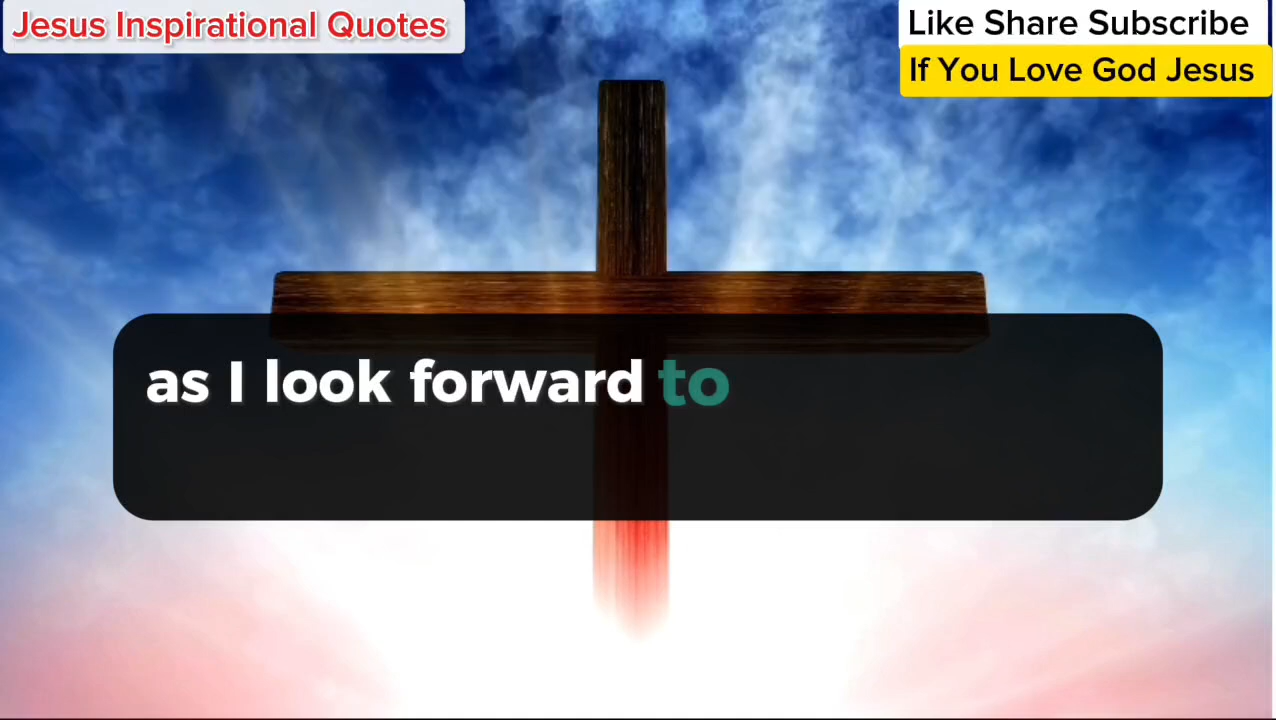 Jesus Inspirational Quotes
Like Share Subscribe
If You Love God Jesus
as I look forward to